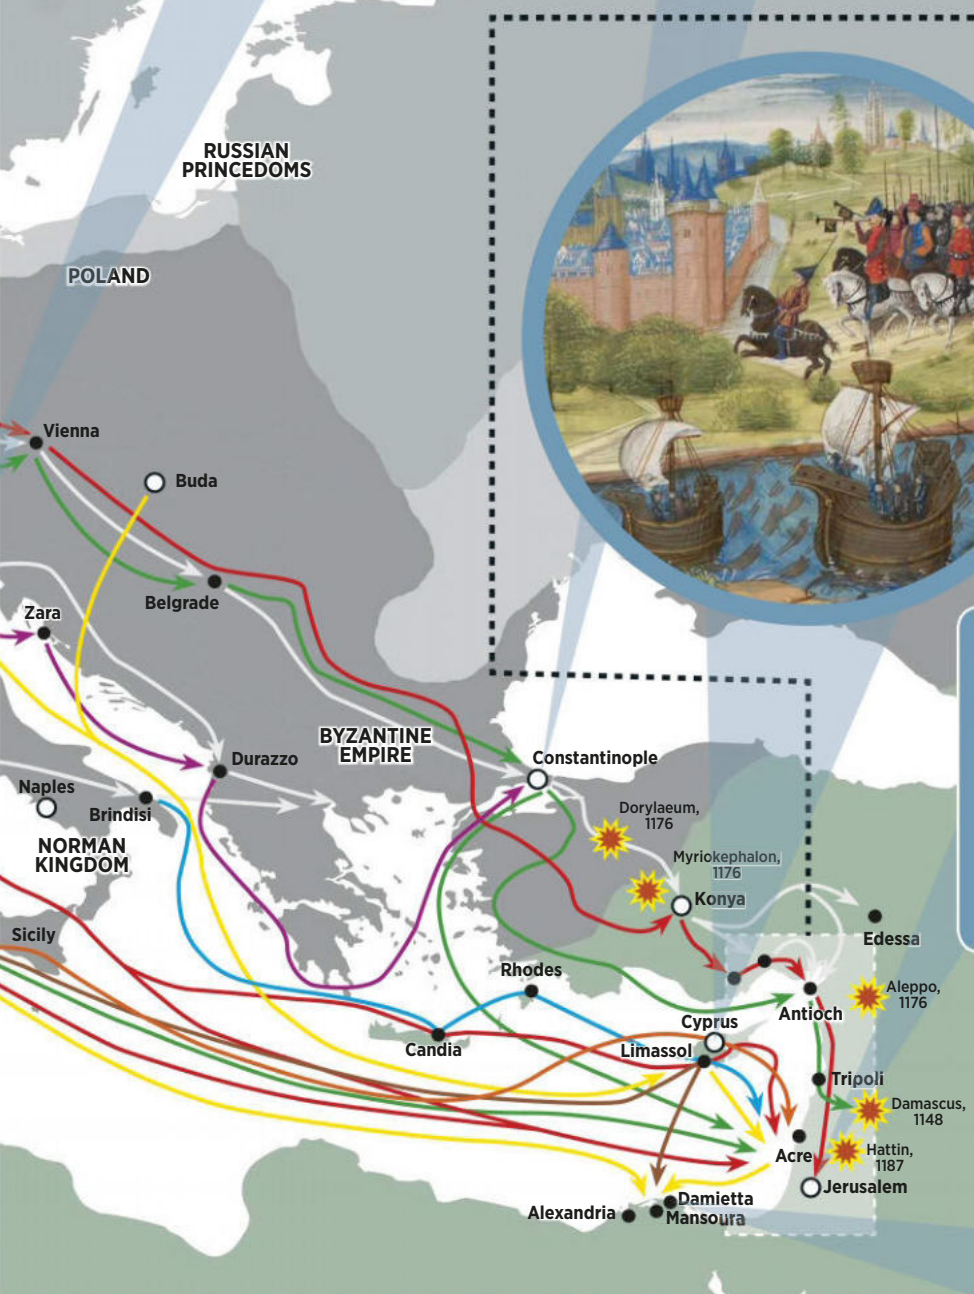 RUSSIAN
PRINCEDOMS
POLAND
Vienna
Buda
Belgrade
Zara
BYZANTINE
EMPIRE
Durazzo
Constantinople
Naples
Brindisi
NORMAN
KINGDOM
Dorylaeum,
1176
Myriokephalon,
1176
Konya
Edessa
Sicily
Rhodes
Aleppo,
1176
Antioch
Cyprus
Limassol
Candia
Tripoli
Damascus,
1148
Acre
Hattin,
1187
Jerusalem
Damietta
Alexandria
Mansoura